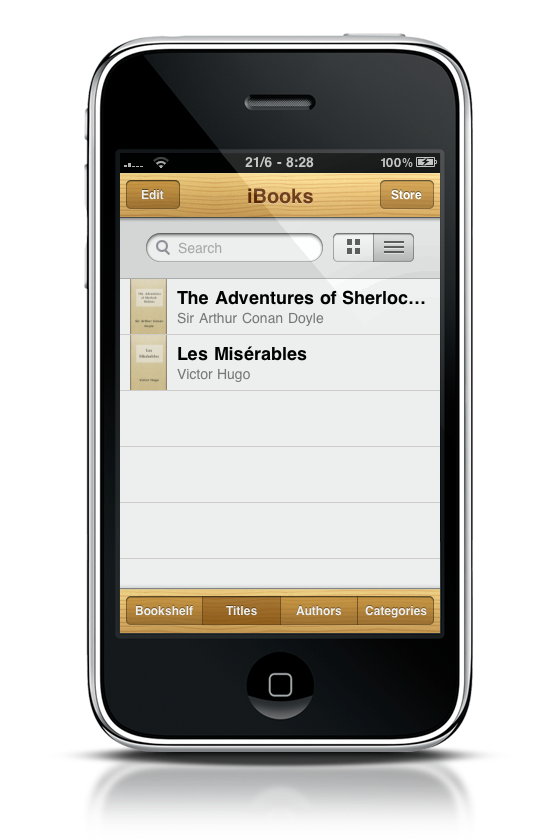 21/6 - 8:28 100%
Edit iBooks Store
Search
The Adventures of Sherloc...
Sir Arthur Conan Doyle
Les Misérables
Victor Hugo
Bookshelf Titles Authors Categories